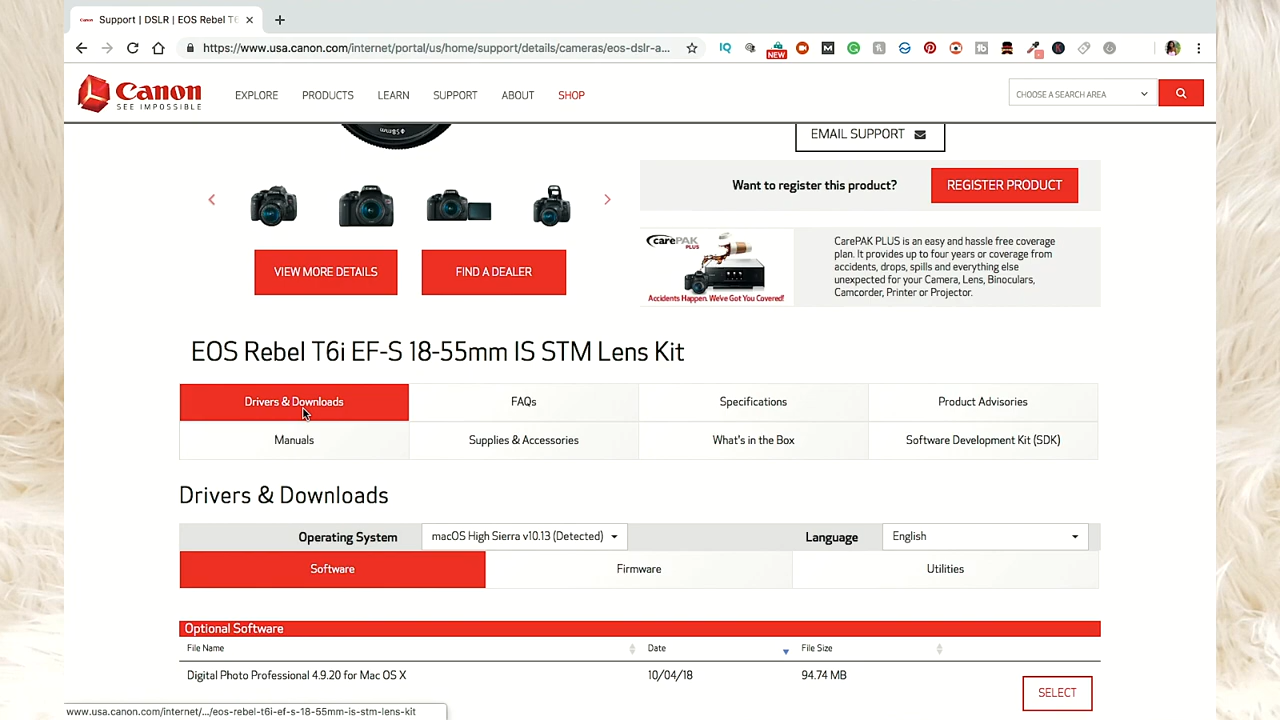 Support | DSLR | EOS Rebel T6
https://www.usa.canon.com/internet/portal/us/home/support/details/cameras/eos-dslr-a...
NEW
Canon
SEE IMPOSSIBLE
EXPLORE
PRODUCTS
LEARN
SUPPORT
ABOUT
SHOP
CHOOSE A SEARCH AREA
EMAIL SUPPORT
Want to register this product?
REGISTER PRODUCT
VIEW MORE DETAILS
FIND A DEALER
carePAK
PLUS
Accidents Happen. We've Got You Covered!
CarePAK PLUS is an easy and hassle free coverage
plan. It provides up to four years or coverage from
accidents, drops, spills and everything else
unexpected for your Camera, Lens, Binoculars,
Camcorder, Printer or Projector.
EOS Rebel T6i EF-S 18-55mm IS STM Lens Kit
Drivers & Downloads
FAQs
Specifications
Product Advisories
Manuals
Supplies & Accessories
What's in the Box
Software Development Kit (SDK)
Drivers & Downloads
Operating System
macOS High Sierra v10.13 (Detected)
Language
English
Software
Firmware
Utilities
Optional Software
File Name
Date
File Size
Digital Photo Professional 4.9.20 for Mac OS X
10/04/18
94.74 MB
SELECT
www.usa.canon.com/internet/.../eos-rebel-t6i-ef-s-18-55mm-is-stm-lens-kit